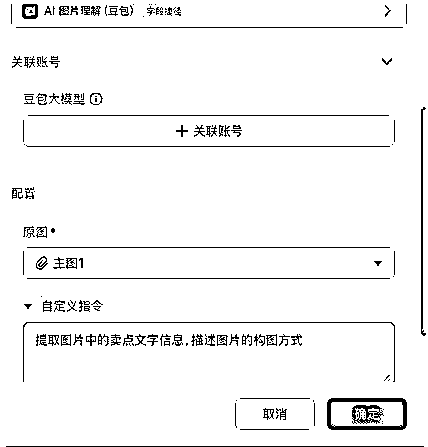 AI 图片理解 (豆包) 字段捷径
关联账号
豆包大模型
+ 关联账号
配置
原图
主图1
自定义指令
提取图片中的卖点文字信息,描述图片的构图方式
取消
确定